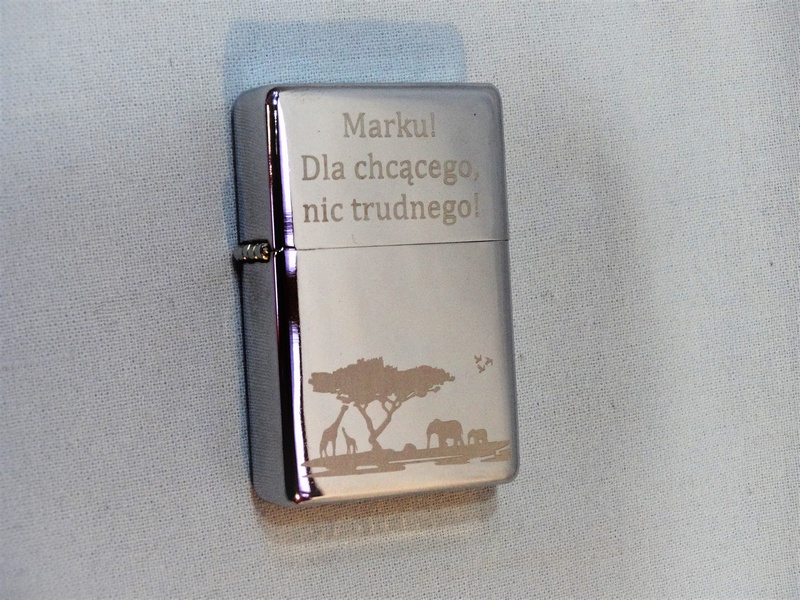 Marku!
Dla chcącego,
nic trudnego!